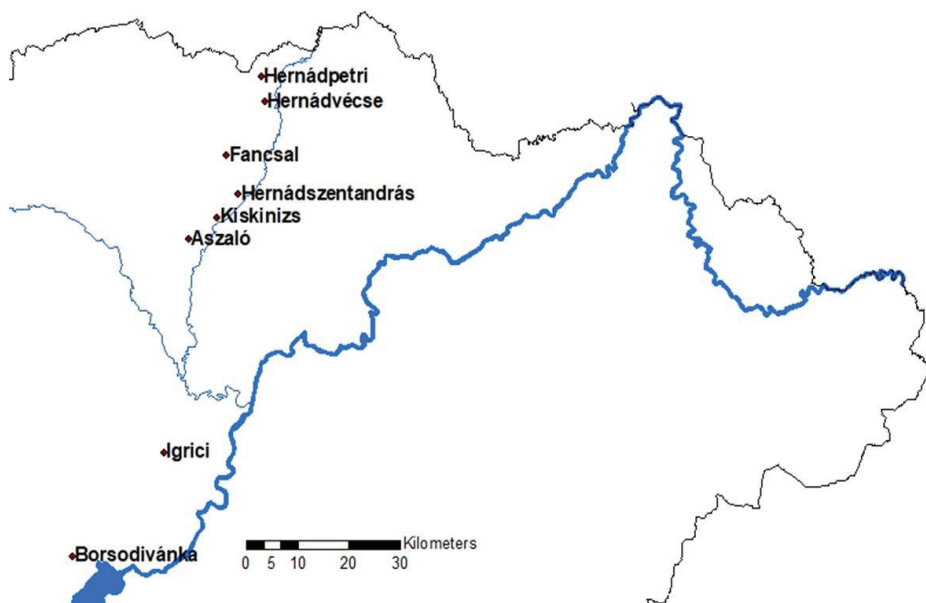 Hernádpetri
Hernádvécse
Fancsal
Hernádszentandrás
Kiskinizs
Aszaló
Igrici
Borsodivánka
Kilometers
0 5 10 20 30